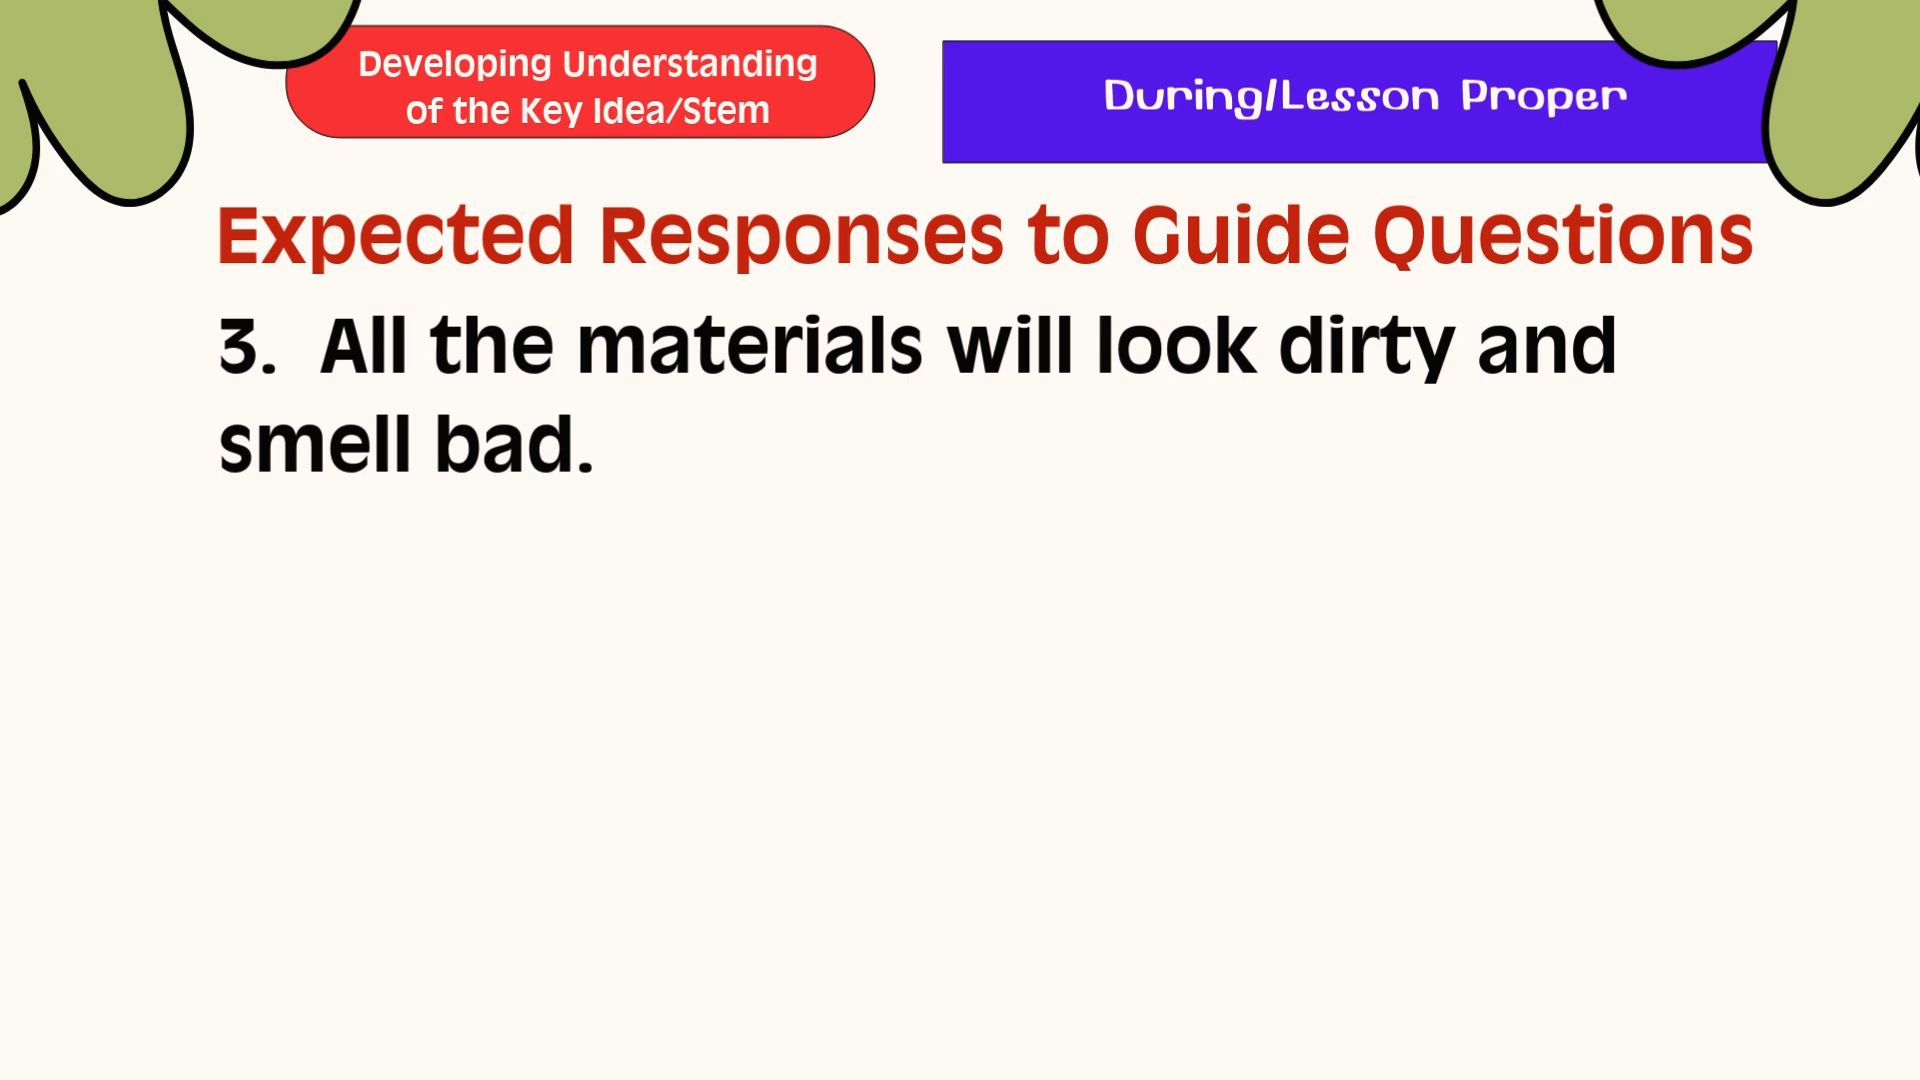 Developing Understanding
of the Key Idea/Stem
During/Lesson Proper
Expected Responses to Guide Questions
3. All the materials will look dirty and
smell bad.